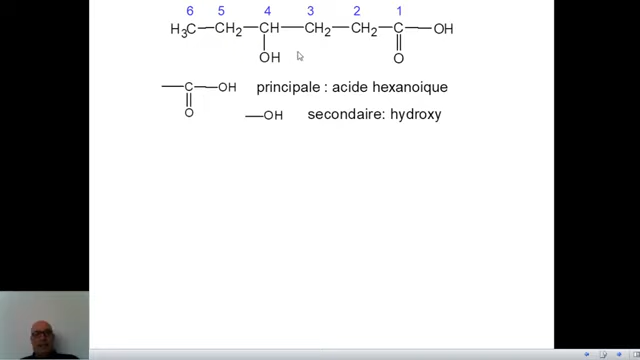 6 5 4 3 2 1
H3C—CH2—CH—CH2—CH2—C—OH
OH O
—C—OH principale : acide hexanoique
O
—OH secondaire: hydroxy